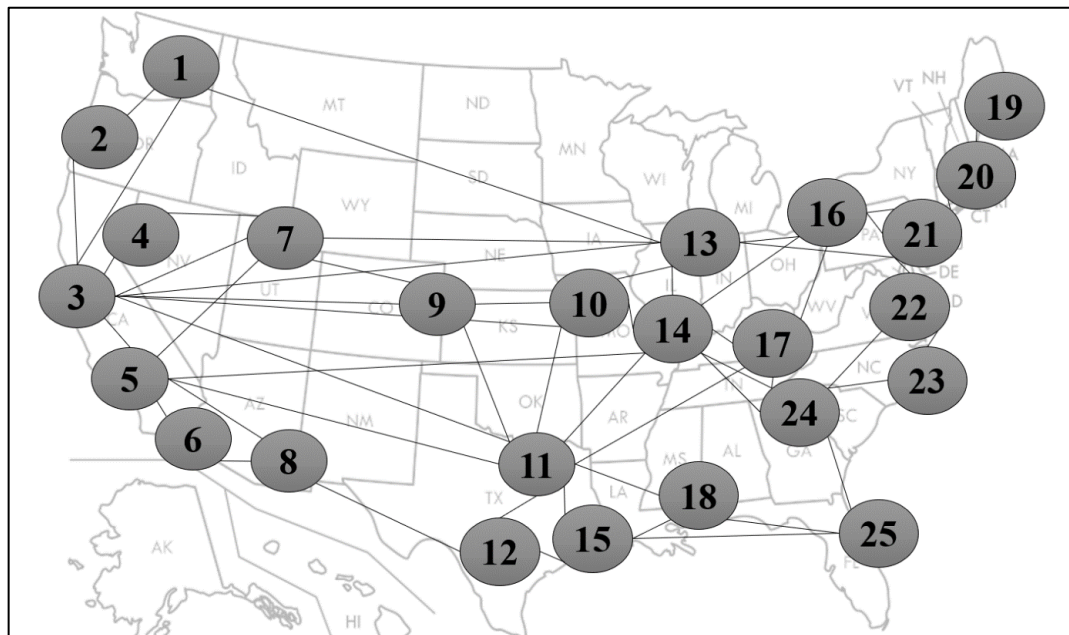 1
VT
NH
MT
ND
19
2
MN
WI
NY
ID
SD
20
CT
WY
MI
16
4
7
13
PA
21
NV
NE
IA
OH
IN
DE
3
UT
CO
9
KS
10
WV
22
CA
14
17
5
AZ
NM
OK
AR
TN
NC
23
24
SC
6
8
11
MS
AL
GA
TX
LA
18
12
15
25
FL
AK
HI